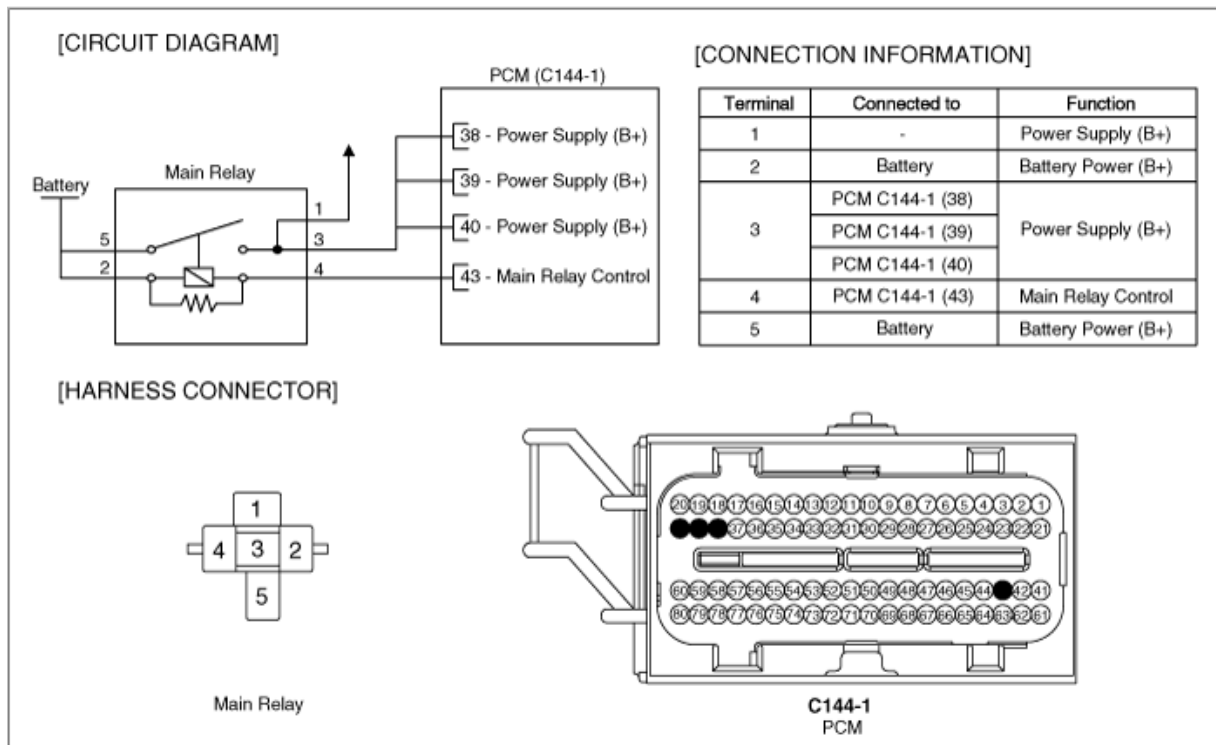 [CIRCUIT DIAGRAM]
PCM (C144-1)
38 - Power Supply (B+)
39 - Power Supply (B+)
40 - Power Supply (B+)
43 - Main Relay Control
Main Relay
Battery
1
5
3
2
4
[CONNECTION INFORMATION]
Terminal Connected to Function
1 - Power Supply (B+)
2 Battery Battery Power (B+)
3 PCM C144-1 (38) Power Supply (B+)
PCM C144-1 (39)
PCM C144-1 (40)
4 PCM C144-1 (43) Main Relay Control
5 Battery Battery Power (B+)
[HARNESS CONNECTOR]
1
4 3 2
5
Main Relay
20 19 18 17 16 15 14 13 12 11 10 9 8 7 6 5 4 3 2 1
37 36 35 34 33 32 31 30 29 28 27 26 25 24 23 22 21
60 59 58 57 56 55 54 53 52 51 50 49 48 47 46 45 44 42 41
80 79 78 77 76 75 74 73 72 71 70 69 68 67 66 65 64 63 62 61
C144-1
PCM